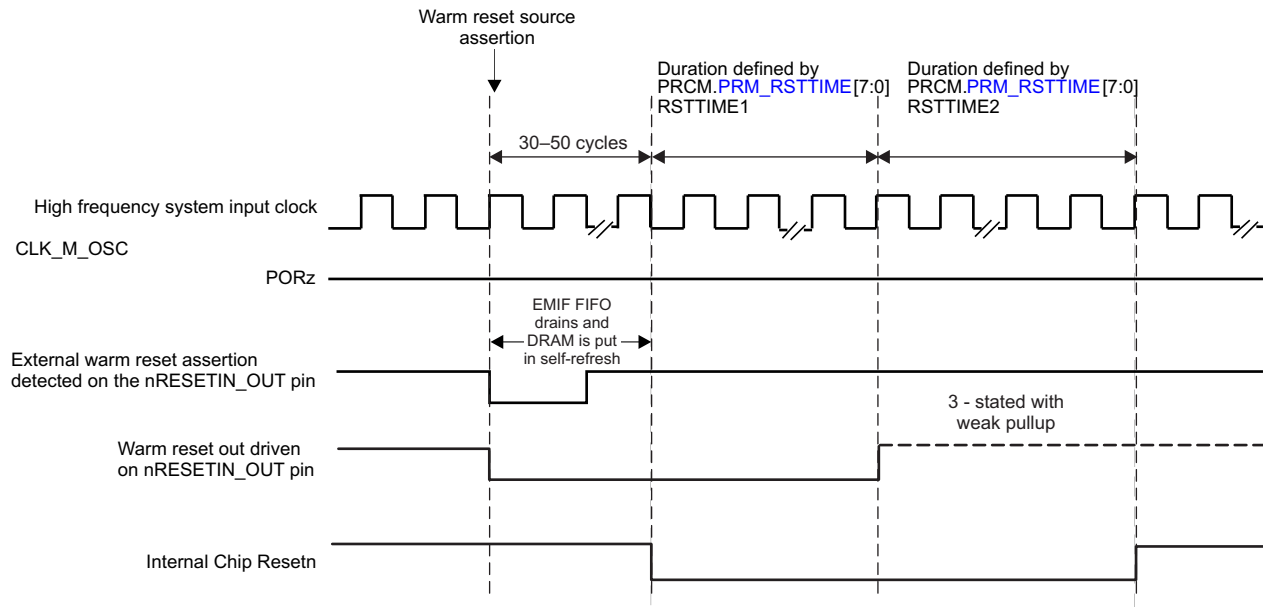 Warm reset source
assertion
Duration defined by
PRCM.PRM_RSTTIME[7:0]
RSTTIME1
Duration defined by
PRCM.PRM_RSTTIME[7:0]
RSTTIME2
30–50 cycles
High frequency system input clock
CLK_M_OSC
PORz
EMIF FIFO
drains and
DRAM is put
in self-refresh
External warm reset assertion
detected on the nRESETIN_OUT pin
3 - stated with
weak pullup
Warm reset out driven
on nRESETIN_OUT pin
Internal Chip Resetn